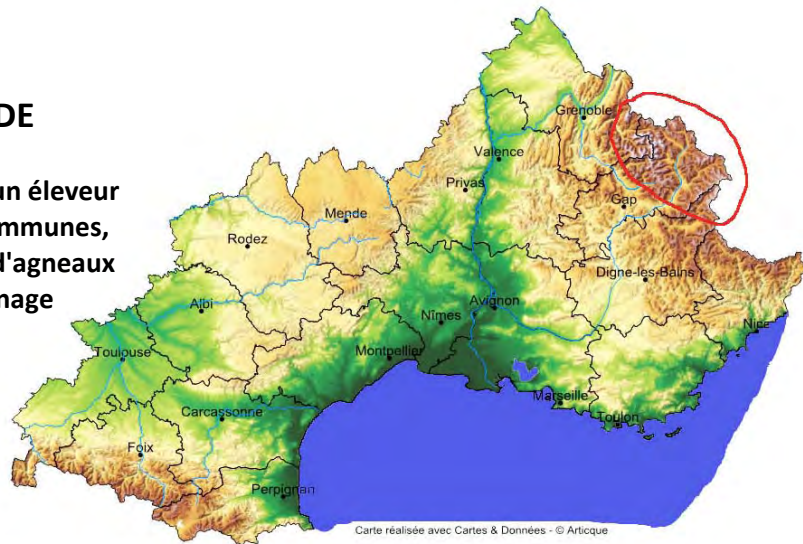 DE
un éleveur
ommunes,
d'agneaux
nage
Grenoble
Valence
Privas
Gap
Mende
Rodez
Digne-les-Bains
Albi
Avignon
Nîmes
Nice
Toulouse
Montpellier
Marseille
Carcassonne
Toulon
Foix
Perpignan
Carte réalisée avec Cartes & Données - © Articque